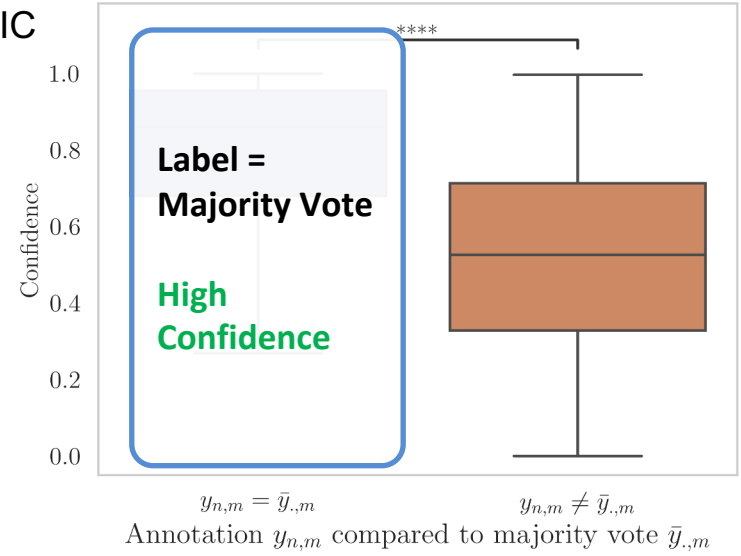 IC
****
1.0
0.8
0.6
0.4
0.2
0.0
Confidence
Label =
Majority Vote
High
Confidence
yₙ,ₘ = ȳ.,ₘ
yₙ,ₘ ≠ ȳ.,ₘ
Annotation yₙ,ₘ compared to majority vote ȳ.,ₘ